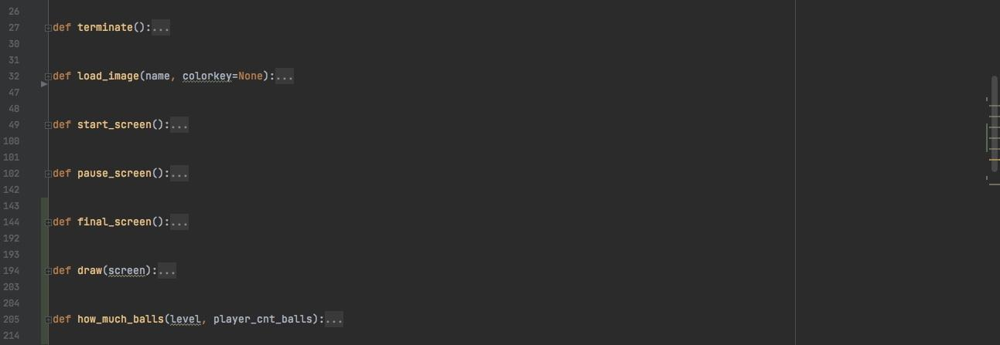 26
27 def terminate():...
30
31
32 def load_image(name, colorkey=None):...
47
48
49 def start_screen():...
100
101
102 def pause_screen():...
142
143
144 def final_screen():...
192
193
194 def draw(screen):...
203
204
205 def how_much_balls(level, player_cnt_balls):...
214